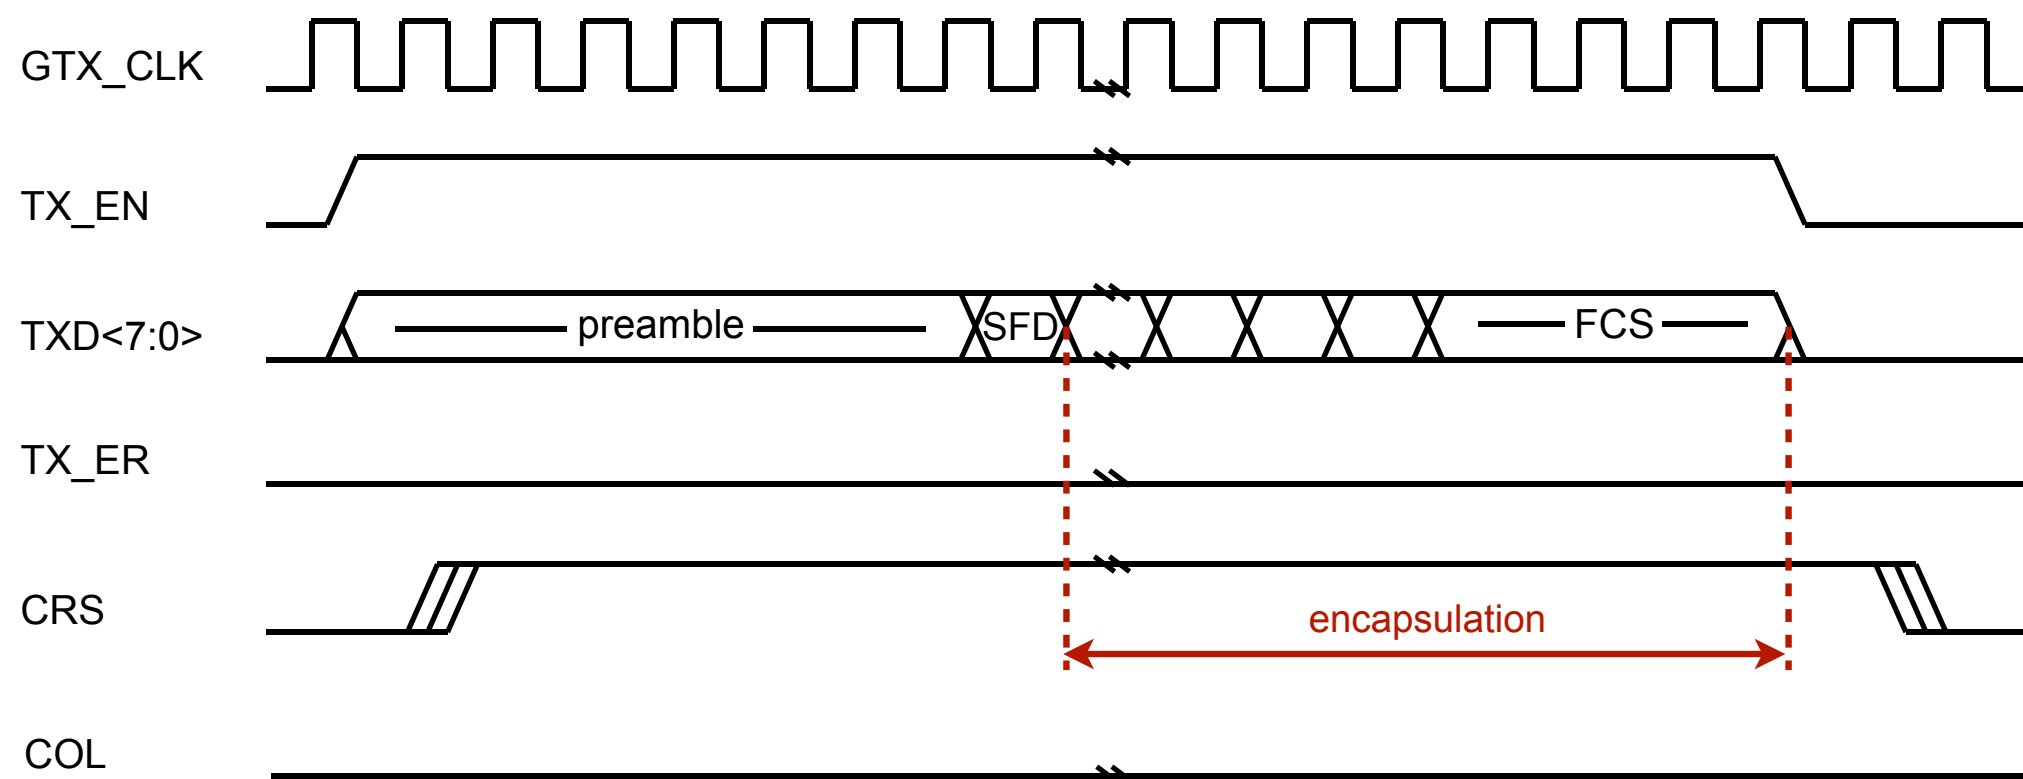 GTX_CLK
TX_EN
TXD<7:0>
preamble
SFD
FCS
TX_ER
CRS
encapsulation
COL